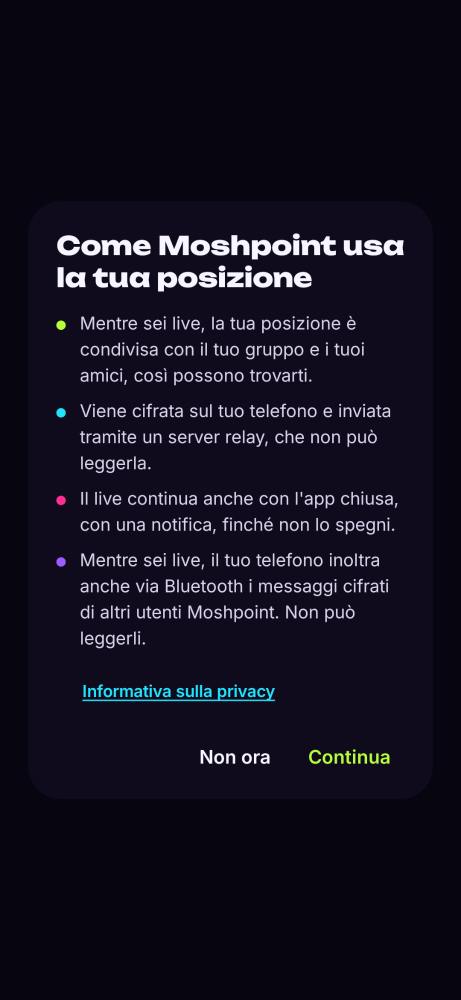 Come Moshpoint usa
la tua posizione
Mentre sei live, la tua posizione è
condivisa con il tuo gruppo e i tuoi
amici, così possono trovarti.
Viene cifrata sul tuo telefono e inviata
tramite un server relay, che non può
leggerla.
Il live continua anche con l'app chiusa,
con una notifica, finché non lo spegni.
Mentre sei live, il tuo telefono inoltra
anche via Bluetooth i messaggi cifrati
di altri utenti Moshpoint. Non può
leggerli.
Informativa sulla privacy
Non ora
Continua